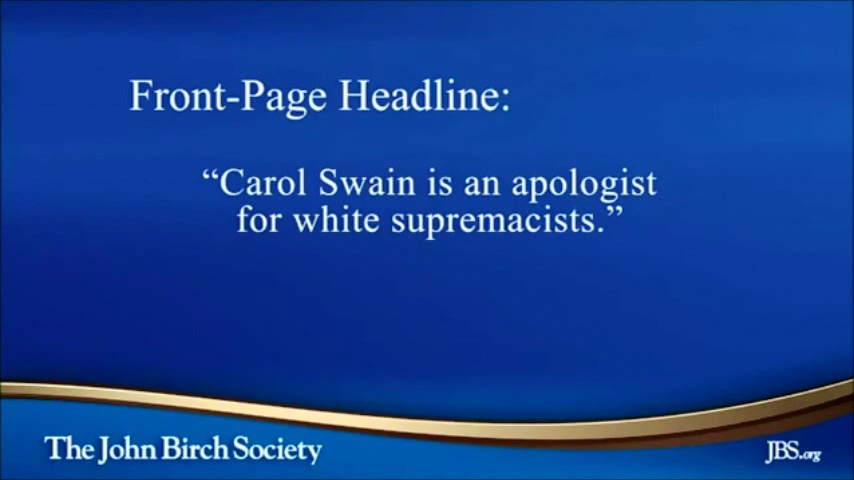 Front-Page Headline:
“Carol Swain is an apologist
for white supremacists.”
The John Birch Society
JBS.org